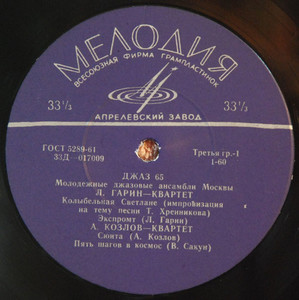 МЕЛОДИЯ
ВСЕСОЮЗНАЯ ФИРМА ГРАМПЛАСТИНОК
33⅓ 33⅓
АПРЕЛЕВСКИЙ ЗАВОД
ГОСТ 5289-61 Третья гр.-1
33Д—017009 1-60
ДЖАЗ 65
Молодежные джазовые ансамбли Москвы
Л. ГАРИН—КВАРТЕТ
Колыбельная Светлане (импровизация
на тему песни Т. Хренникова)
Экспромт (Л. Гарин)
А. КОЗЛОВ—КВАРТЕТ
Сюита (А. Козлов)
Пять шагов в космос (В. Сакун)